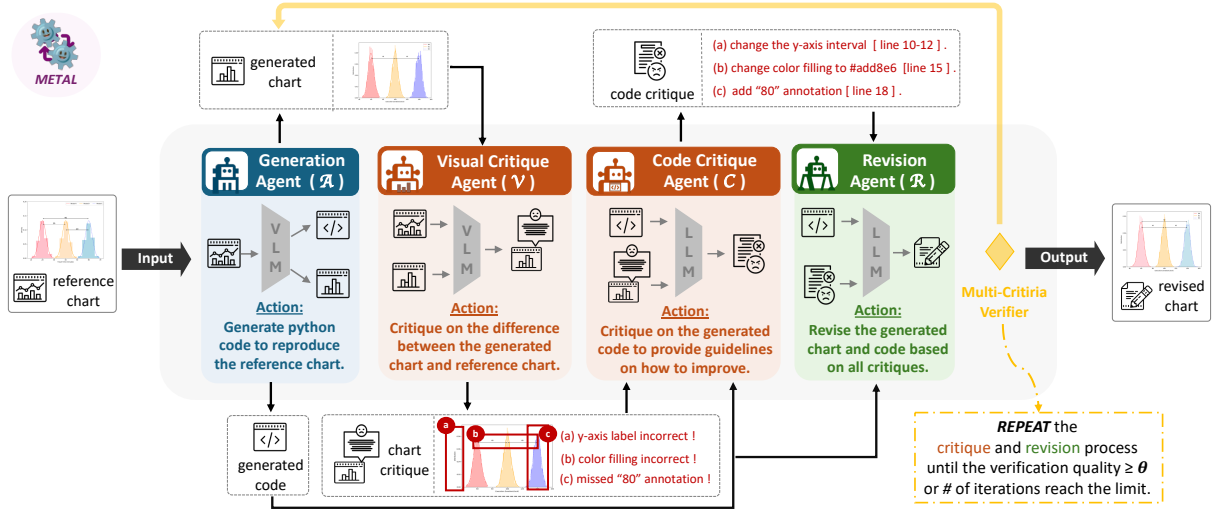 METAL
generated
chart
code critique
(a) change the y-axis interval [ line 10-12 ] .
(b) change color filling to #add8e6 [line 15 ] .
(c) add “80” annotation [ line 18 ] .
reference
chart
Input
Generation
Agent ( 𝒜 )
VLM
Action:
Generate python
code to reproduce
the reference chart.
Visual Critique
Agent ( 𝒱 )
VLM
Action:
Critique on the difference
between the generated
chart and reference chart.
Code Critique
Agent ( 𝒞 )
LLM
Action:
Critique on the generated
code to provide guidelines
on how to improve.
Revision
Agent ( ℛ )
LLM
Action:
Revise the generated
chart and code based
on all critiques.
Multi-Critiria
Verifier
Output
revised
chart
generated
code
chart
critique
a
b
c
(a) y-axis label incorrect !
(b) color filling incorrect !
(c) missed “80” annotation !
REPEAT the
critique and revision process
until the verification quality ≥ θ
or # of iterations reach the limit.